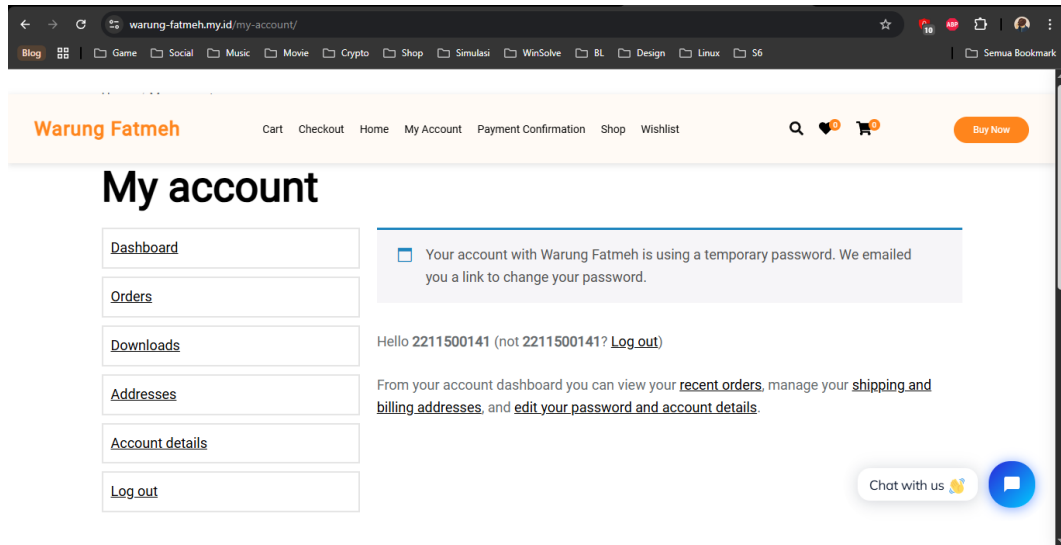 warung-fatmeh.my.id/my-account/
10
ABP
Blog Game Social Music Movie Crypto Shop Simulasi WinSolve BL Design Linux S6 Semua Bookmark
Warung Fatmeh Cart Checkout Home My Account Payment Confirmation Shop Wishlist 0 0 Buy Now
My account
Dashboard
Orders
Downloads
Addresses
Account details
Log out
Your account with Warung Fatmeh is using a temporary password. We emailed
you a link to change your password.
Hello 2211500141 (not 2211500141? Log out)
From your account dashboard you can view your recent orders, manage your shipping and
billing addresses, and edit your password and account details.
Chat with us 👋